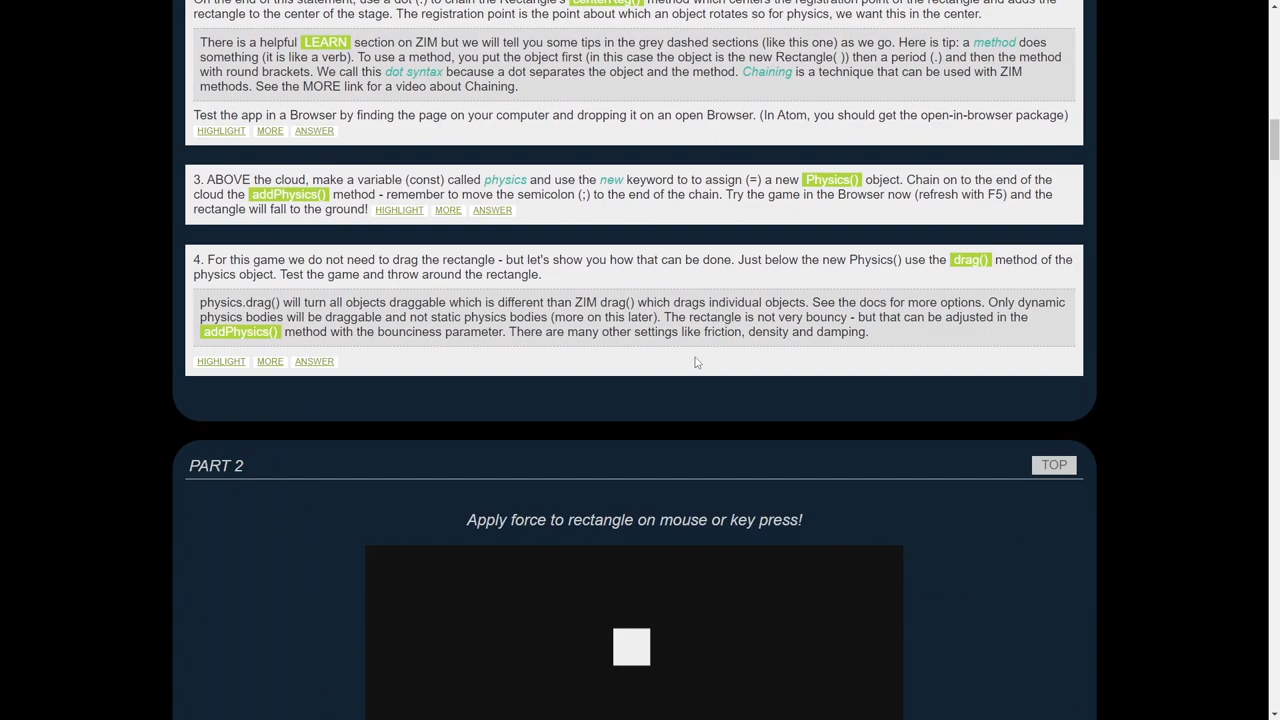 On the end of this statement, use a dot (.) to chain the Rectangle's centerReg() method which centers the registration point of the rectangle and adds the
rectangle to the center of the stage. The registration point is the point about which an object rotates so for physics, we want this in the center.
There is a helpful LEARN section on ZIM but we will tell you some tips in the grey dashed sections (like this one) as we go. Here is tip: a method does
something (it is like a verb). To use a method, you put the object first (in this case the object is the new Rectangle( )) then a period (.) and then the method
with round brackets. We call this dot syntax because a dot separates the object and the method. Chaining is a technique that can be used with ZIM
methods. See the MORE link for a video about Chaining.
Test the app in a Browser by finding the page on your computer and dropping it on an open Browser. (In Atom, you should get the open-in-browser package)
HIGHLIGHT MORE ANSWER
3. ABOVE the cloud, make a variable (const) called physics and use the new keyword to to assign (=) a new Physics() object. Chain on to the end of the
cloud the addPhysics() method - remember to move the semicolon (;) to the end of the chain. Try the game in the Browser now (refresh with F5) and the
rectangle will fall to the ground! HIGHLIGHT MORE ANSWER
4. For this game we do not need to drag the rectangle - but let's show you how that can be done. Just below the new Physics() use the drag() method of the
physics object. Test the game and throw around the rectangle.
physics.drag() will turn all objects draggable which is different than ZIM drag() which drags individual objects. See the docs for more options. Only dynamic
physics bodies will be draggable and not static physics bodies (more on this later). The rectangle is not very bouncy - but that can be adjusted in the
addPhysics() method with the bounciness parameter. There are many other settings like friction, density and damping.
HIGHLIGHT MORE ANSWER
PART 2 TOP
Apply force to rectangle on mouse or key press!